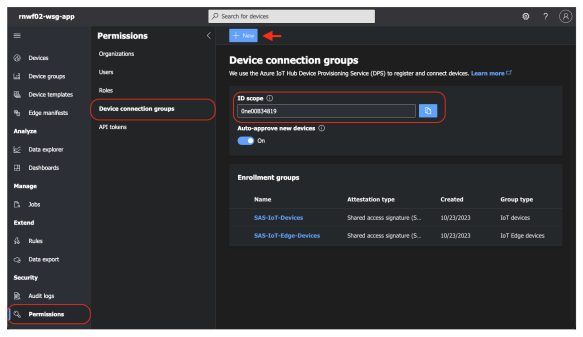 rnwf02-wsg-app
Search for devices
?
Permissions
+ New
Organizations
Users
Roles
Device connection groups
API tokens
Devices
Device groups
Device templates
Edge manifests
Analyze
Data explorer
Dashboards
Manage
Jobs
Extend
Rules
Data export
Security
Audit logs
Permissions
Device connection groups
We use the Azure IoT Hub Device Provisioning Service (DPS) to register and connect devices. Learn more
ID scope
0ne00B34819
Auto-approve new devices
On
Enrollment groups
Name Attestation type Created Group type
SAS-IoT-Devices Shared access signature (S... 10/23/2023 IoT devices
SAS-IoT-Edge-Devices Shared access signature (S... 10/23/2023 IoT Edge devices